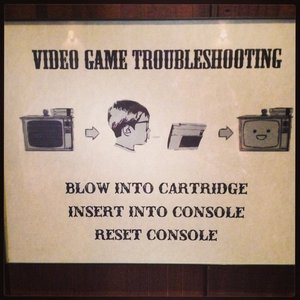 VIDEO GAME TROUBLESHOOTING
BLOW INTO CARTRIDGE
INSERT INTO CONSOLE
RESET CONSOLE